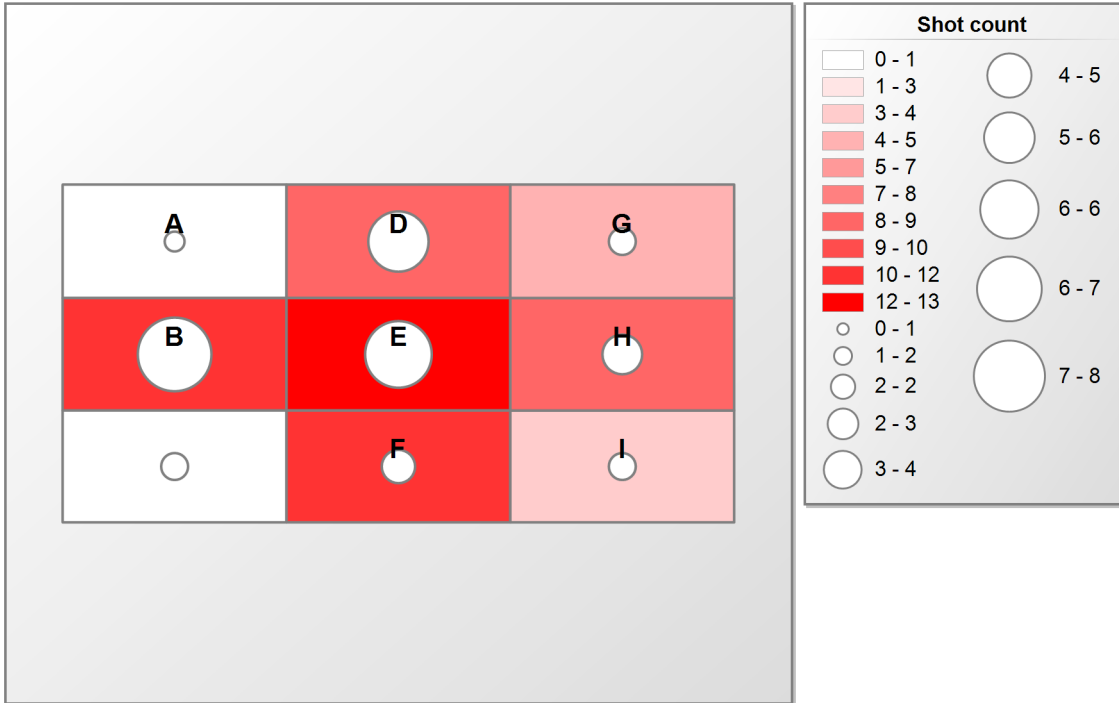 A
D
G
B
E
H
F
I
Shot count
0 - 1
1 - 3
3 - 4
4 - 5
5 - 7
7 - 8
8 - 9
9 - 10
10 - 12
12 - 13
0 - 1
1 - 2
2 - 2
2 - 3
3 - 4
4 - 5
5 - 6
6 - 6
6 - 7
7 - 8